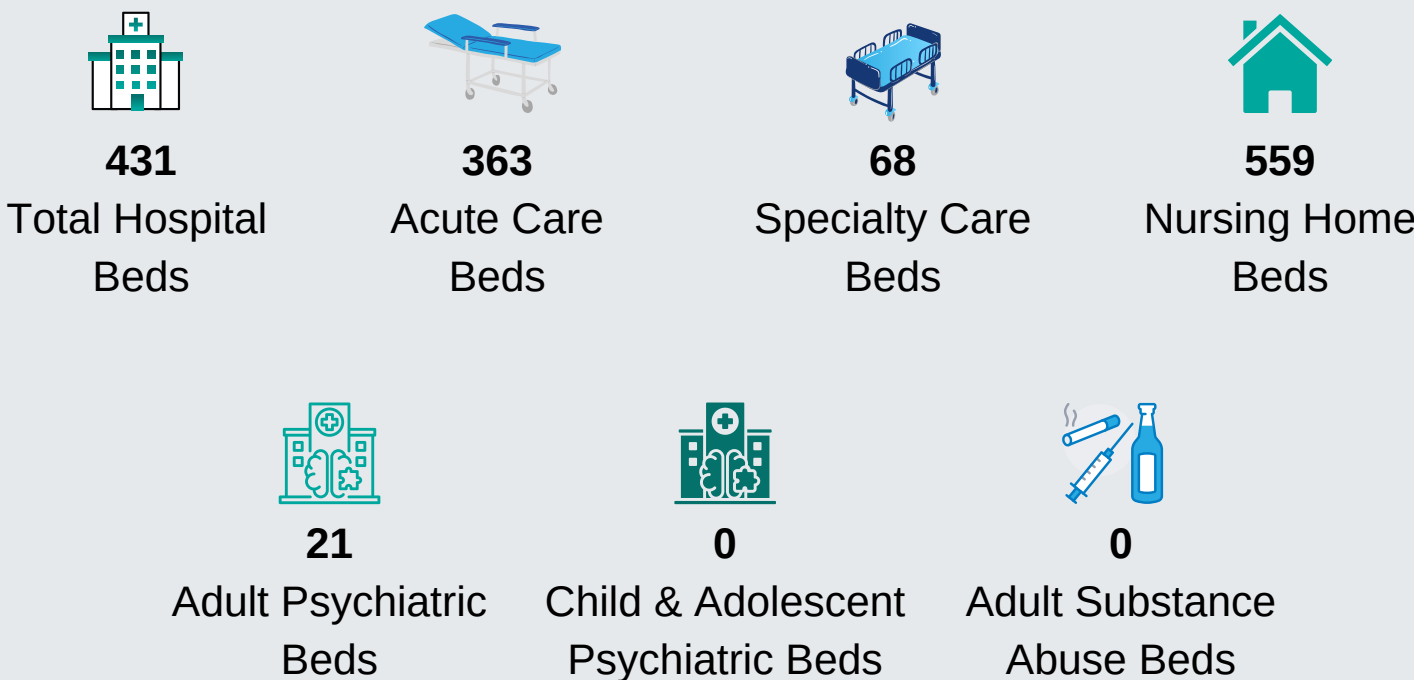 431
Total Hospital
Beds
363
Acute Care
Beds
68
Specialty Care
Beds
559
Nursing Home
Beds
21
Adult Psychiatric
Beds
0
Child & Adolescent
Psychiatric Beds
0
Adult Substance
Abuse Beds